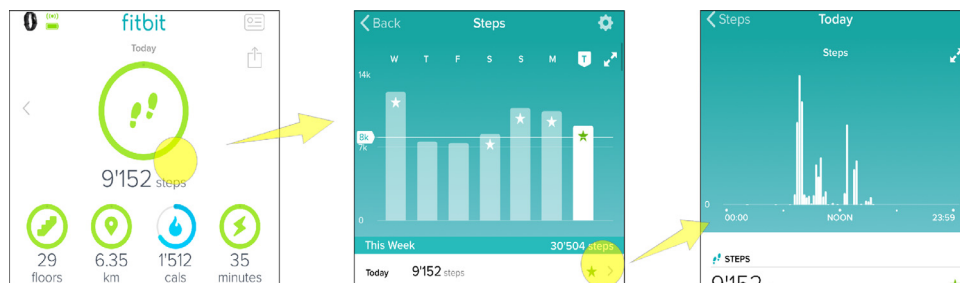 fitbit
Today
9'152 steps
29
floors
6.35
km
1'512
cals
35
minutes
Back
Steps
W T F S S M T
14k
8k
7k
0
This Week
30'504 steps
Today
9'152 steps
Steps
Today
Steps
0
00:00
NOON
23:59
STEPS
9'152